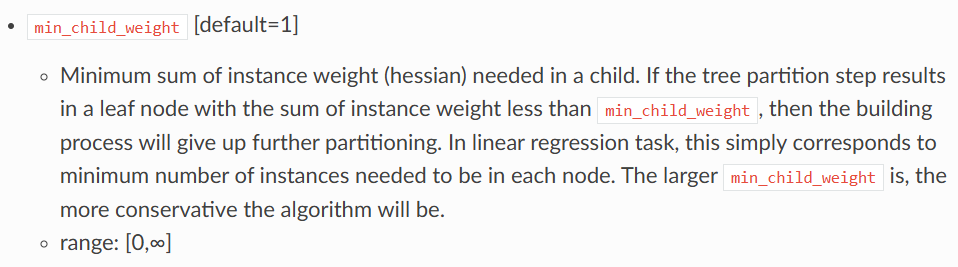 min_child_weight [default=1]
Minimum sum of instance weight (hessian) needed in a child. If the tree partition step results
in a leaf node with the sum of instance weight less than min_child_weight , then the building
process will give up further partitioning. In linear regression task, this simply corresponds to
minimum number of instances needed to be in each node. The larger min_child_weight is, the
more conservative the algorithm will be.
range: [0,∞]